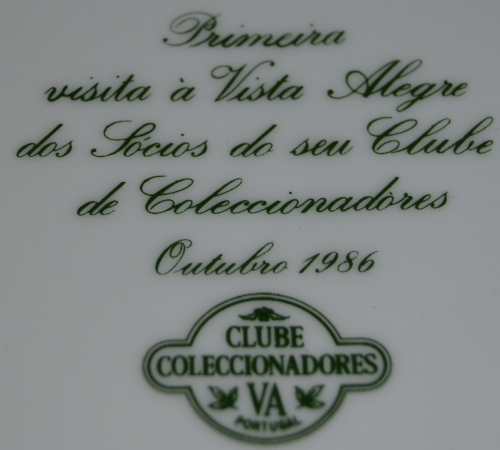 Primeira
visita à Vista Alegre
dos Sócios do seu Clube
de Coleccionadores
Outubro 1986
CLUBE
COLECCIONADORES
VA
PORTUGAL